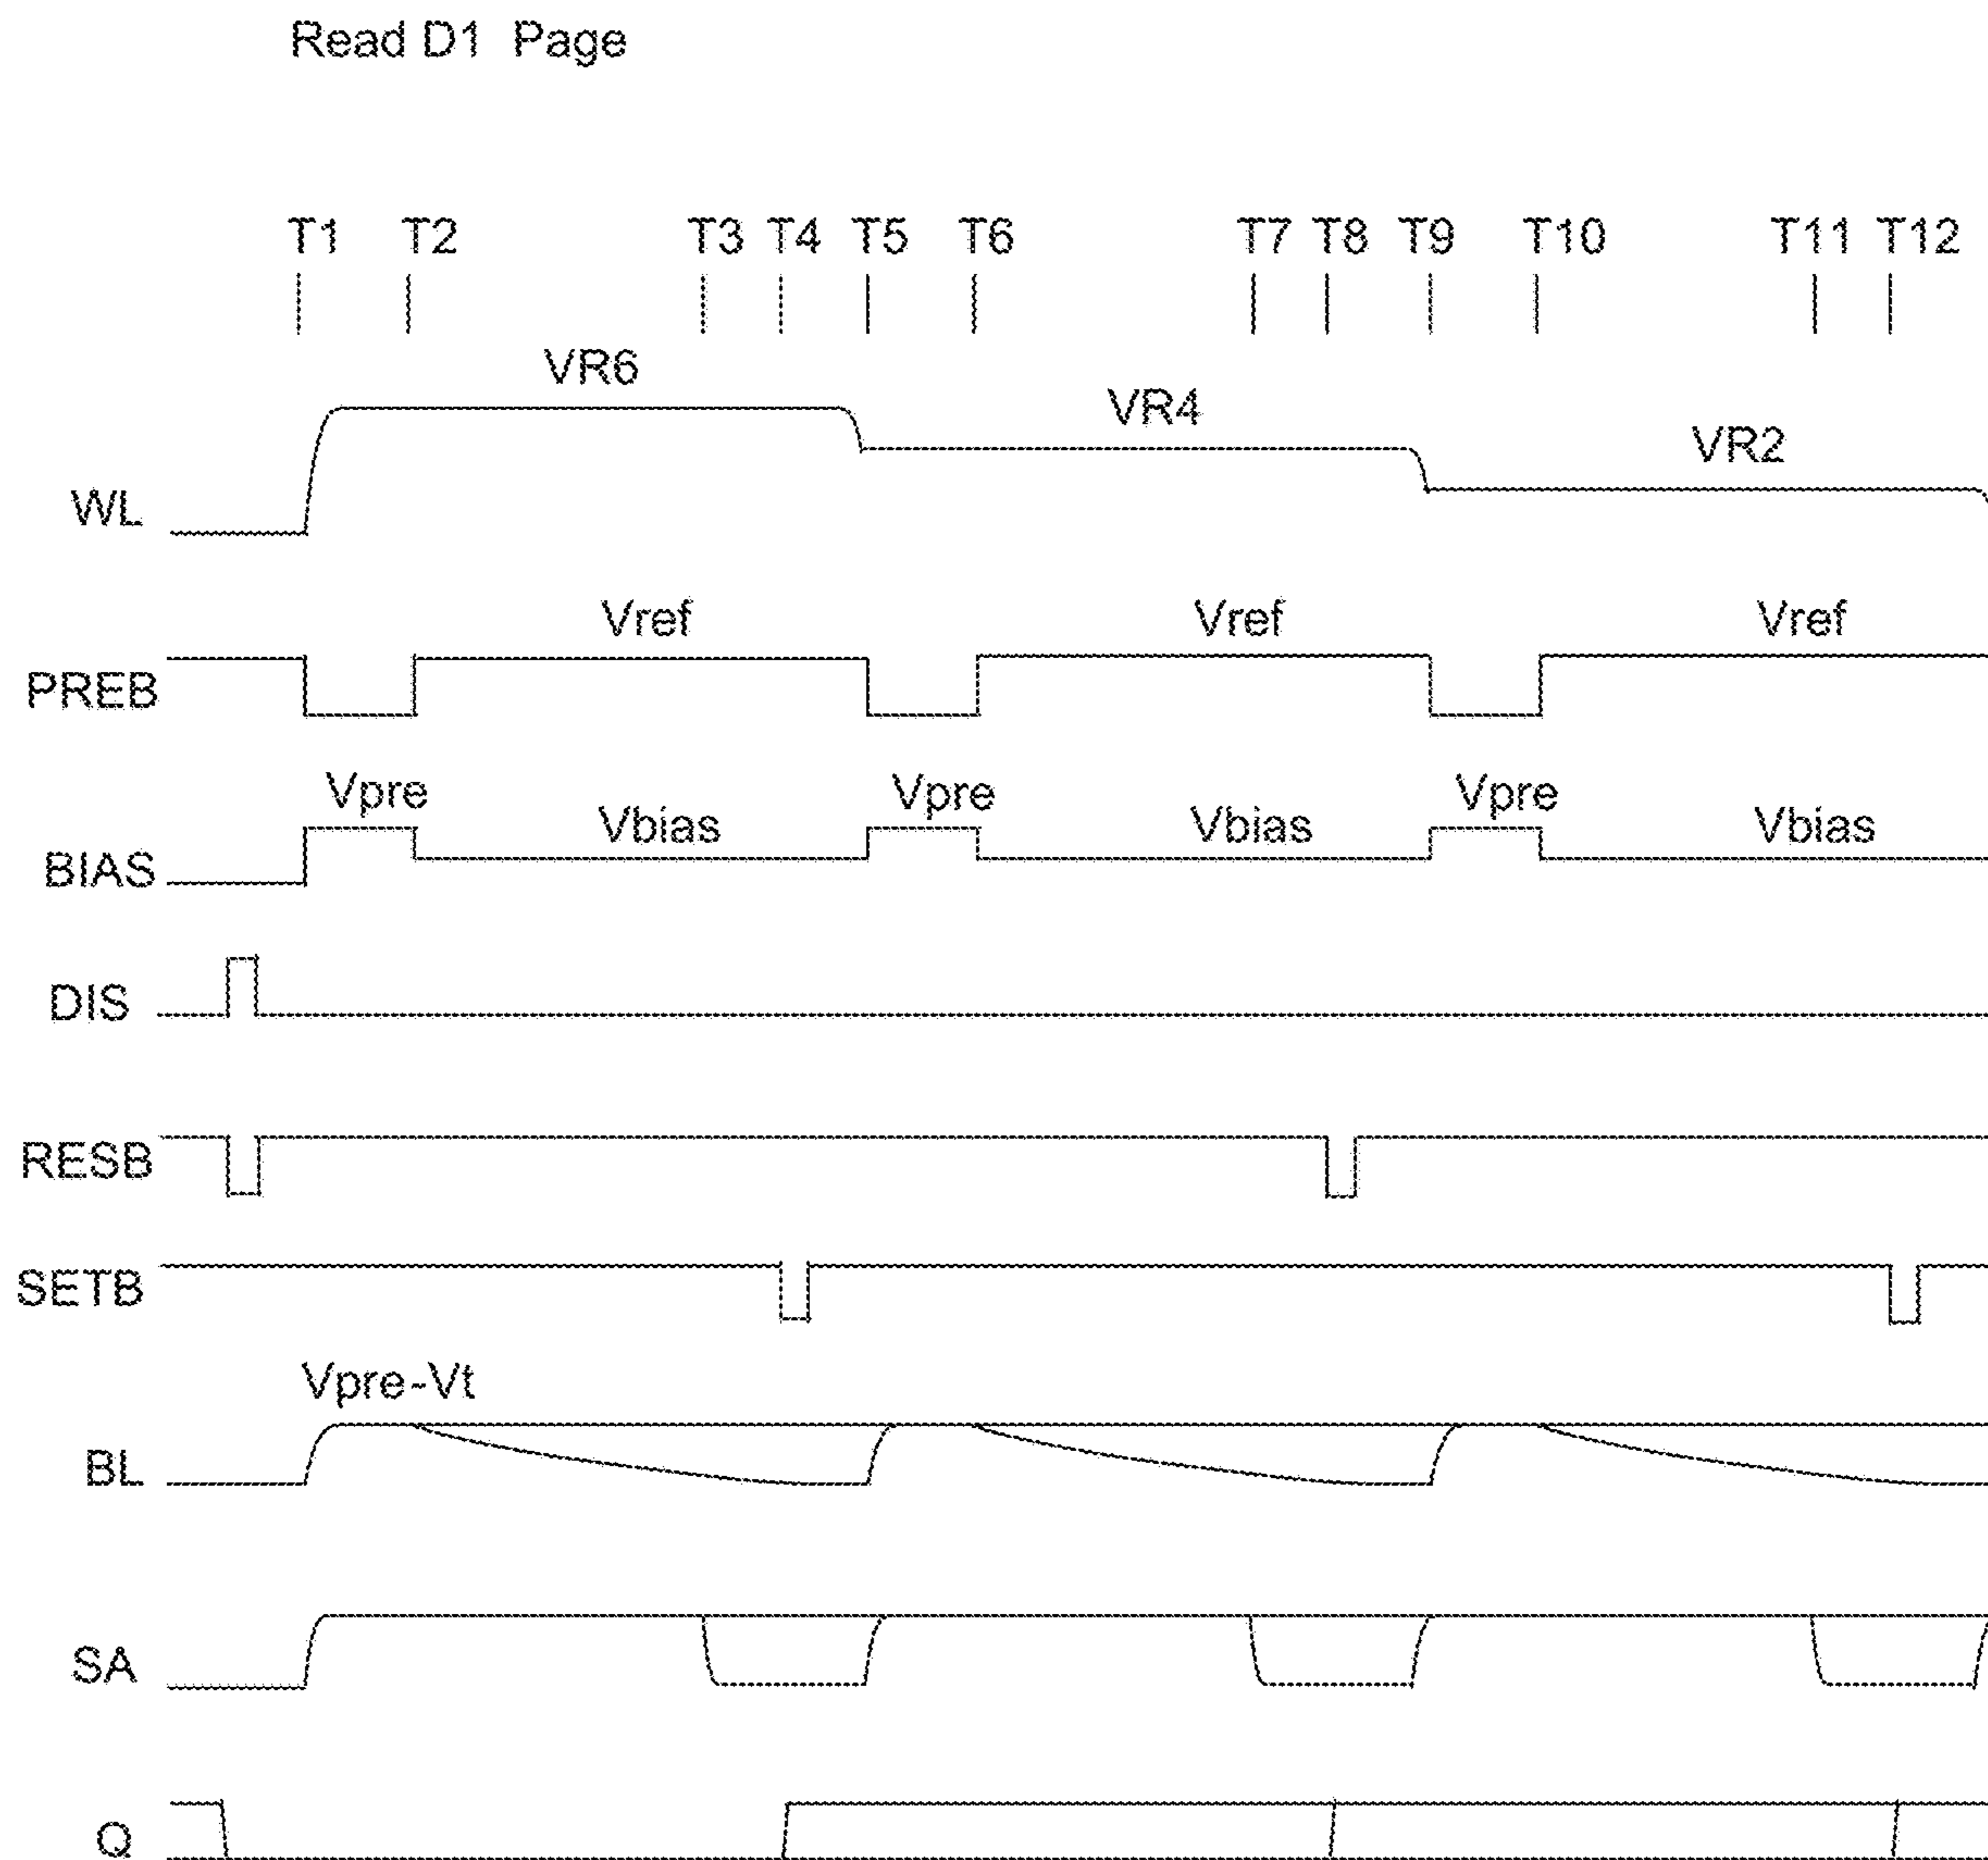 Read D1 Page
T1 T2 T3 T4 T5 T6 T7 T8 T9 T10 T11 T12
VR6
VR4
VR2
WL
Vref Vref Vref
PREB
Vpre Vpre Vpre
Vbias Vbias Vbias
BIAS
DIS
RESB
SETB
Vpre-Vt
BL
SA
Q